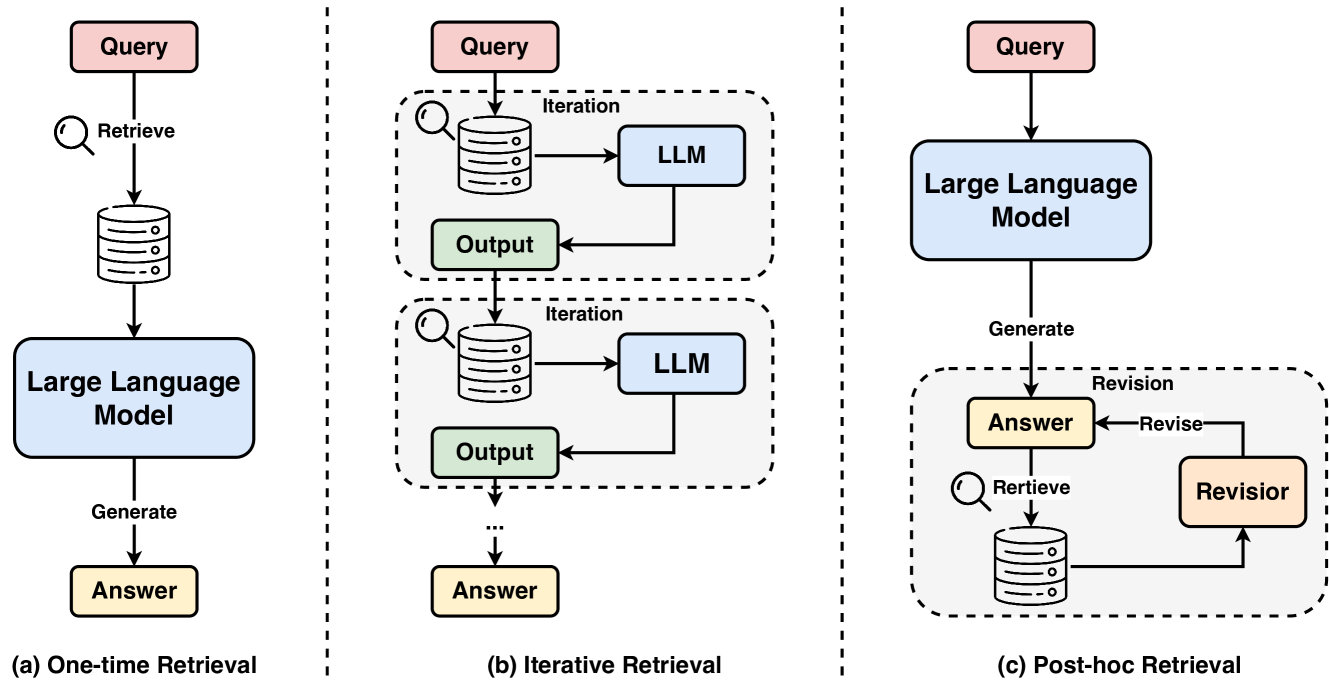 Query
Retrieve
Large Language
Model
Generate
Answer
(a) One-time Retrieval
Query
Iteration
LLM
Output
Iteration
LLM
Output
...
Answer
(b) Iterative Retrieval
Query
Large Language
Model
Generate
Revision
Answer
Revise
Rertieve
Revisior
(c) Post-hoc Retrieval